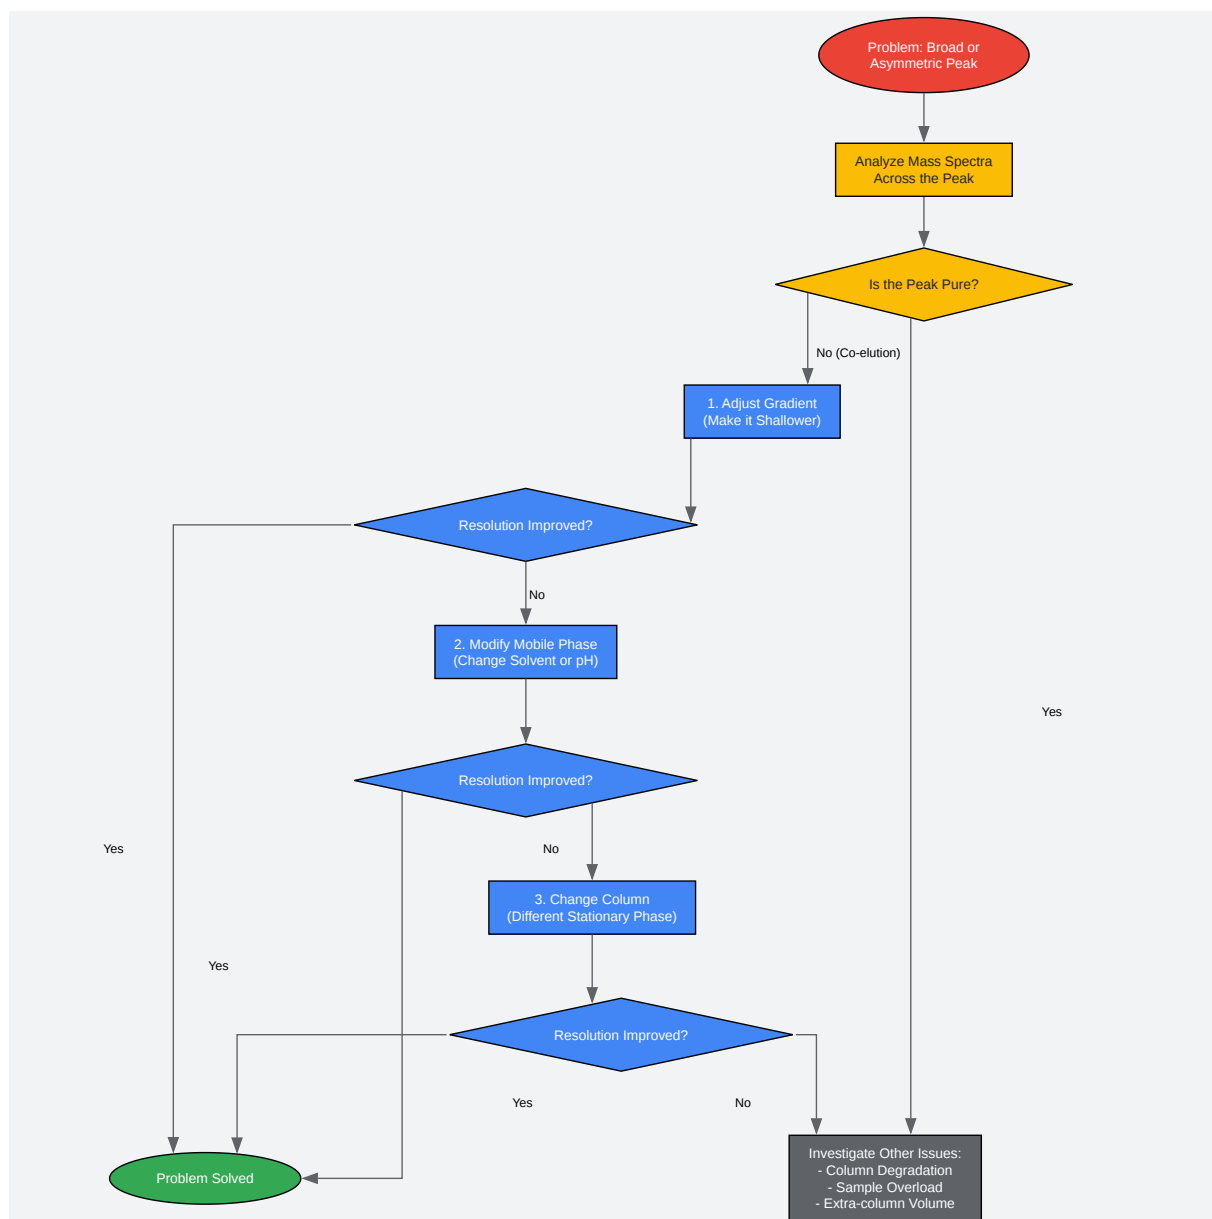 Problem: Broad or
Asymmetric Peak
Analyze Mass Spectra
Across the Peak
Is the Peak Pure?
No (Co-elution)
1. Adjust Gradient
(Make it Shallower)
Resolution Improved?
No
2. Modify Mobile Phase
(Change Solvent or pH)
Yes
Resolution Improved?
Yes
No
3. Change Column
(Different Stationary Phase)
Yes
Resolution Improved?
Yes
No
Problem Solved
Investigate Other Issues:
- Column Degradation
- Sample Overload
- Extra-column Volume